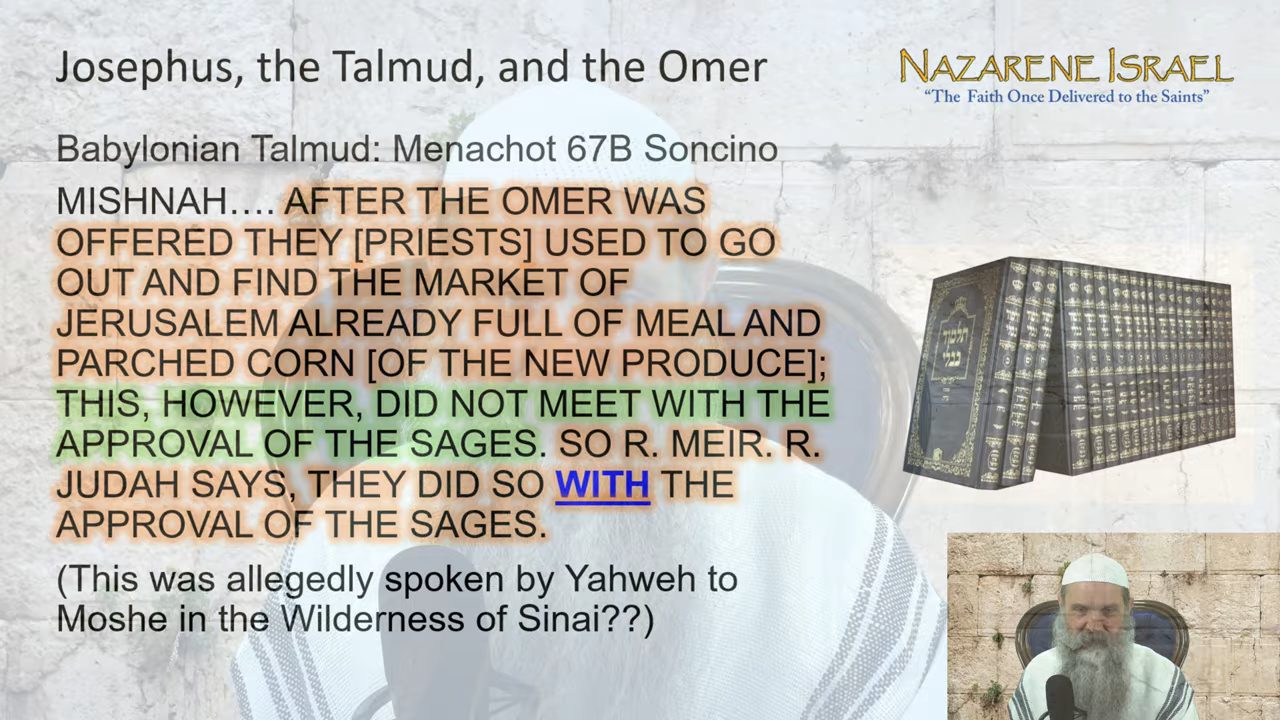 Josephus, the Talmud, and the Omer
NAZARENE ISRAEL
“The Faith Once Delivered to the Saints”
Babylonian Talmud: Menachot 67B Soncino
MISHNAH…. AFTER THE OMER WAS
OFFERED THEY [PRIESTS] USED TO GO
OUT AND FIND THE MARKET OF
JERUSALEM ALREADY FULL OF MEAL AND
PARCHED CORN [OF THE NEW PRODUCE];
THIS, HOWEVER, DID NOT MEET WITH THE
APPROVAL OF THE SAGES. SO R. MEIR. R.
JUDAH SAYS, THEY DID SO WITH THE
APPROVAL OF THE SAGES.
(This was allegedly spoken by Yahweh to
Moshe in the Wilderness of Sinai??)
תלמוד
בבלי